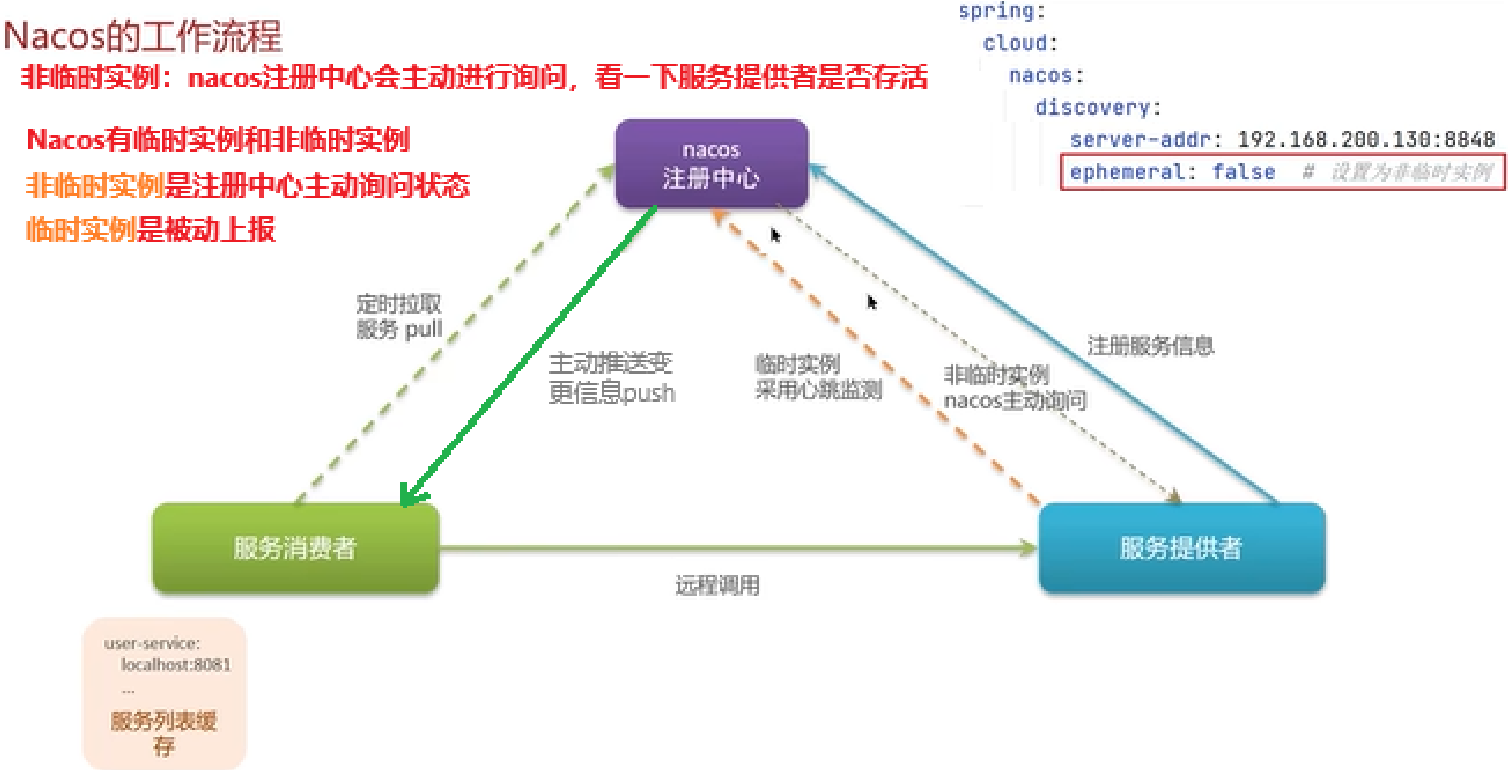 Nacos的工作流程
非临时实例：nacos注册中心会主动进行询问，看一下服务提供者是否存活
Nacos有临时实例和非临时实例
非临时实例是注册中心主动询问状态
临时实例是被动上报
spring:
cloud:
nacos:
discovery:
server-addr: 192.168.200.130:8848
ephemeral: false # 设置为非临时实例
nacos
注册中心
定时拉取
服务 pull
主动推送变
更信息push
临时实例
采用心跳监测
非临时实例
nacos主动询问
注册服务信息
服务消费者
远程调用
服务提供者
user-service:
localhost:8081
...
服务列表缓
存